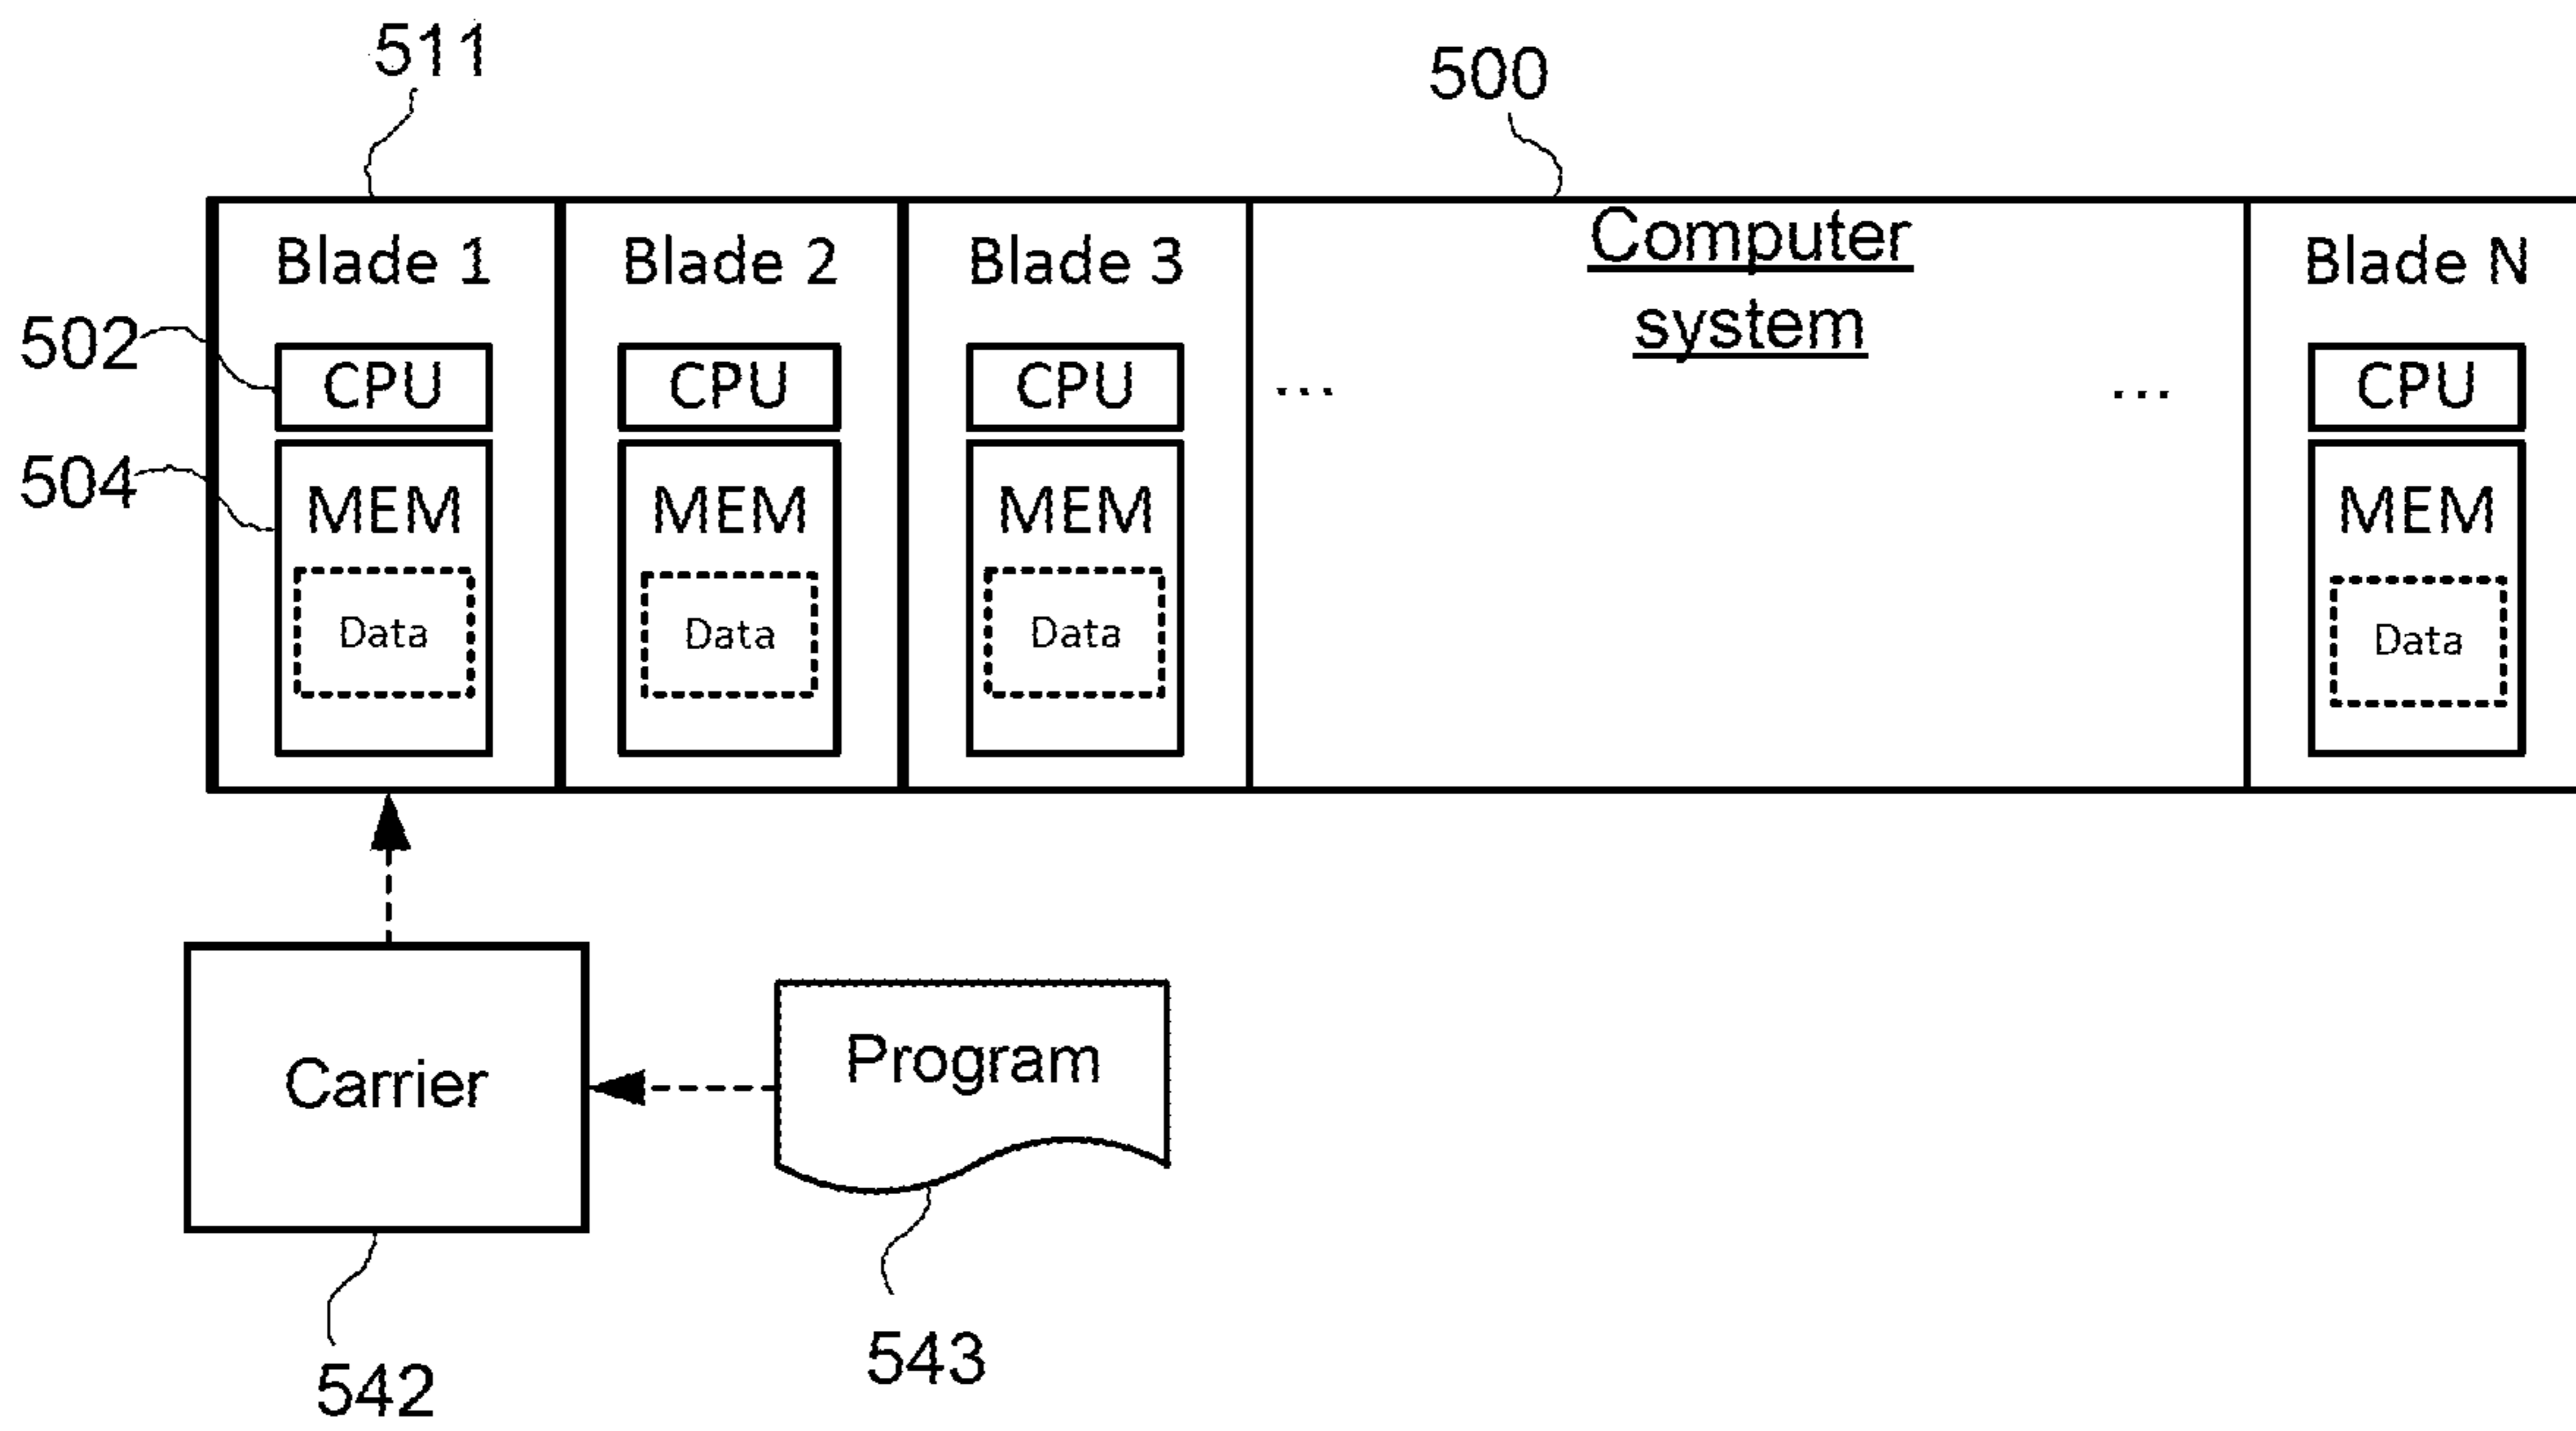 511
500
Blade 1
Blade 2
Blade 3
Computer
system
Blade N
502
CPU
CPU
CPU
...
...
CPU
504
MEM
MEM
MEM
MEM
Data
Data
Data
Data
Carrier
Program
542
543